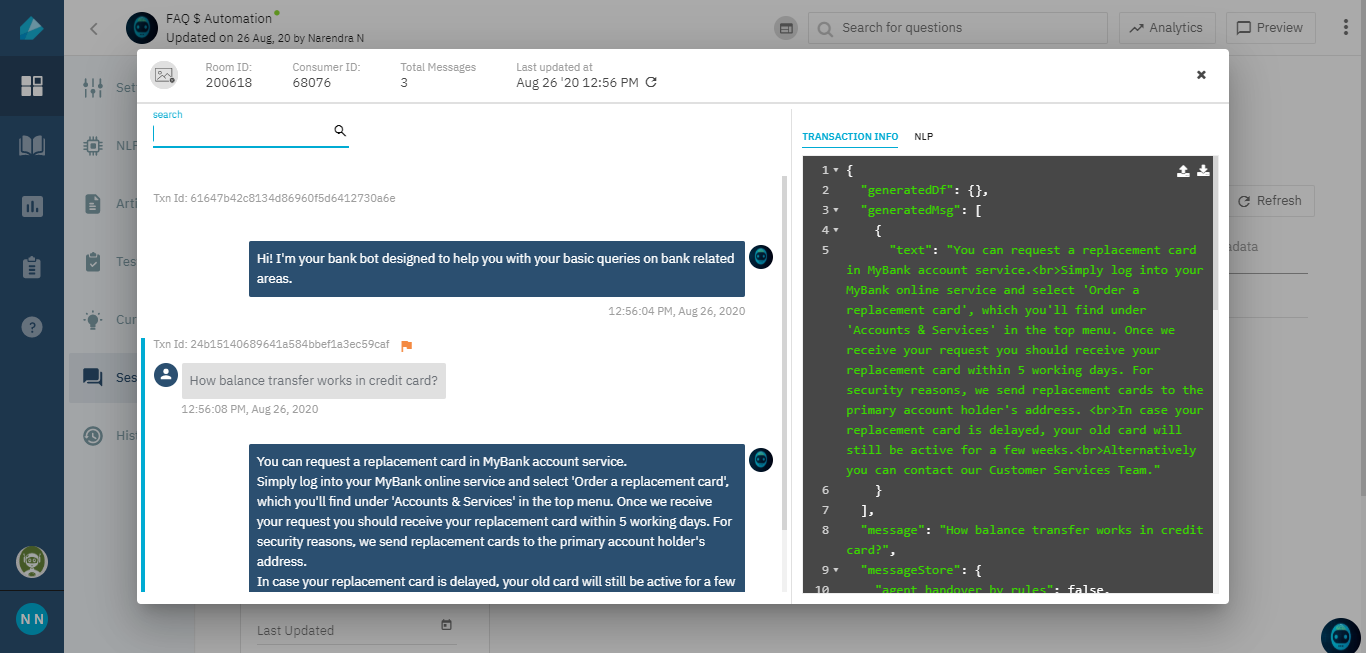 FAQ $ Automation
Updated on 26 Aug, 20 by Narendra N
Search for questions
Analytics
Preview
Room ID:
200618
Consumer ID:
68076
Total Messages
3
Last updated at
Aug 26 '20 12:56 PM
search
Txn Id: 61647b42c8134d86960f5d6412730a6e
Hi! I'm your bank bot designed to help you with your basic queries on bank related
areas.
12:56:04 PM, Aug 26, 2020
Txn Id: 24b15140689641a584bbef1a3ec59caf
How balance transfer works in credit card?
12:56:08 PM, Aug 26, 2020
You can request a replacement card in MyBank account service.
Simply log into your MyBank online service and select 'Order a replacement card',
which you'll find under 'Accounts & Services' in the top menu. Once we receive
your request you should receive your replacement card within 5 working days. For
security reasons, we send replacement cards to the primary account holder's
address.
In case your replacement card is delayed, your old card will still be active for a few
TRANSACTION INFO NLP
1 {
2 "generatedDf": {},
3 "generatedMsg": [
4 {
5 "text": "You can request a replacement card
in MyBank account service.<br>Simply log into your
MyBank online service and select 'Order a
replacement card', which you'll find under
'Accounts & Services' in the top menu. Once we
receive your request you should receive your
replacement card within 5 working days. For
security reasons, we send replacement cards to the
primary account holder's address. <br>In case your
replacement card is delayed, your old card will
still be active for a few weeks.<br>Alternatively
you can contact our Customer Services Team."
6 }
7 ],
8 "message": "How balance transfer works in credit
card?",
9 "messageStore": {
10 "agent_handover_by_rules": false,
Set
NLP
Arti
Tes
Cur
Ses
Hist
Refresh
adata
Last Updated
N N